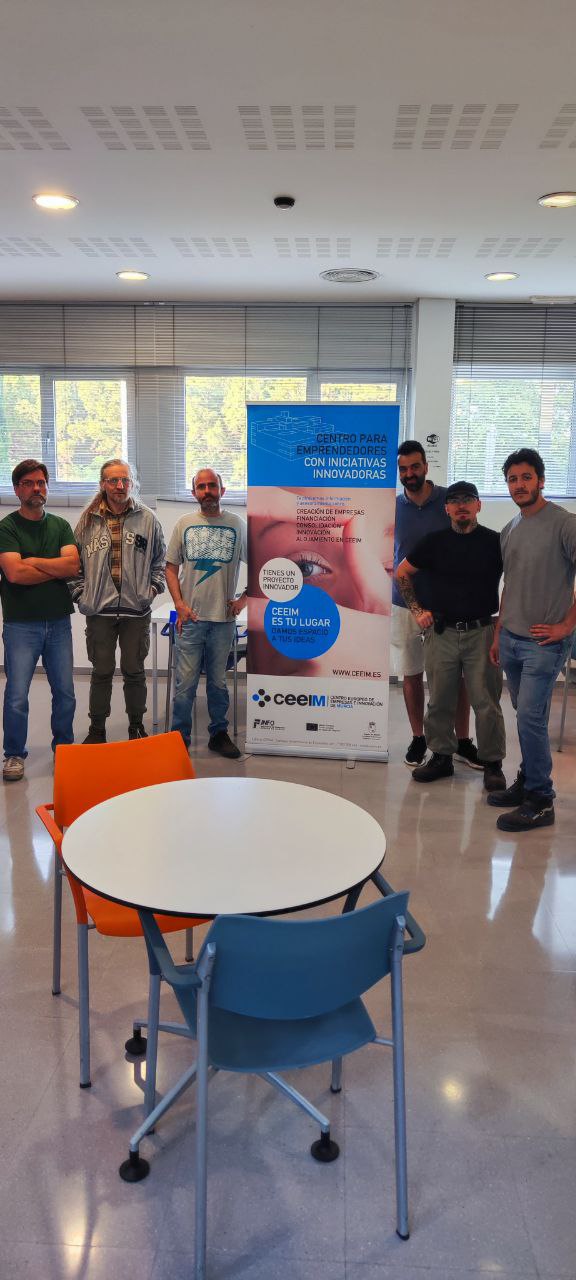 CENTRO PARA
EMPRENDEDORES
CON INICIATIVAS
INNOVADORAS
CREACIÓN DE EMPRESAS
FINANCIACIÓN
CONSOLIDACIÓN
INNOVACIÓN
ALOJAMIENTO EN CEEIM
TIENES UN
PROYECTO
INNOVADOR
CEEIM
ES TU LUGAR
DAMOS ESPACIO
A TUS IDEAS
WWW.CEEIM.ES
ceeIM
CENTRO EUROPEO DE
EMPRESAS E INNOVACIÓN
DE MURCIA
INFO
WiFi